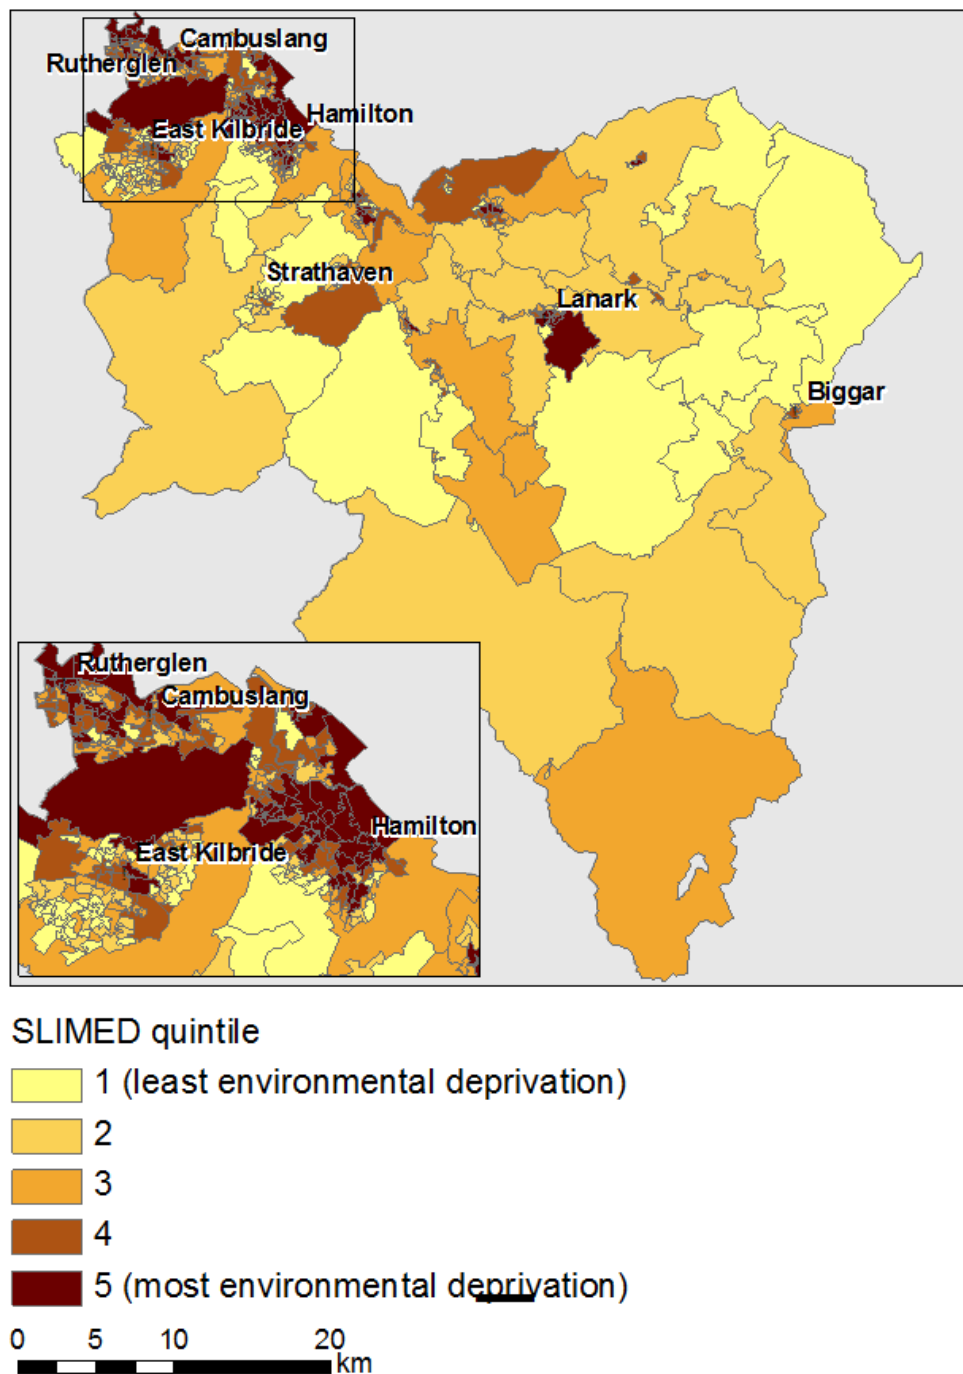 Cambuslang
Rutherglen
Hamilton
East Kilbride
Strathaven
Lanark
Biggar
Rutherglen
Cambuslang
Hamilton
East Kilbride
SLIMED quintile
1 (least environmental deprivation)
2
3
4
5 (most environmental deprivation)
0 5 10 20
km